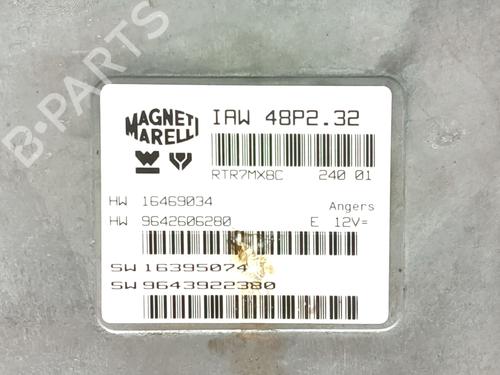 B-PARTS
MAGNETI MARELLI
IAW 48P2.32
RTR7MX8C 240 01
HW 16469034 Angers
HW 9642606280 E 12V=
SW 16395074
SW 9643922380